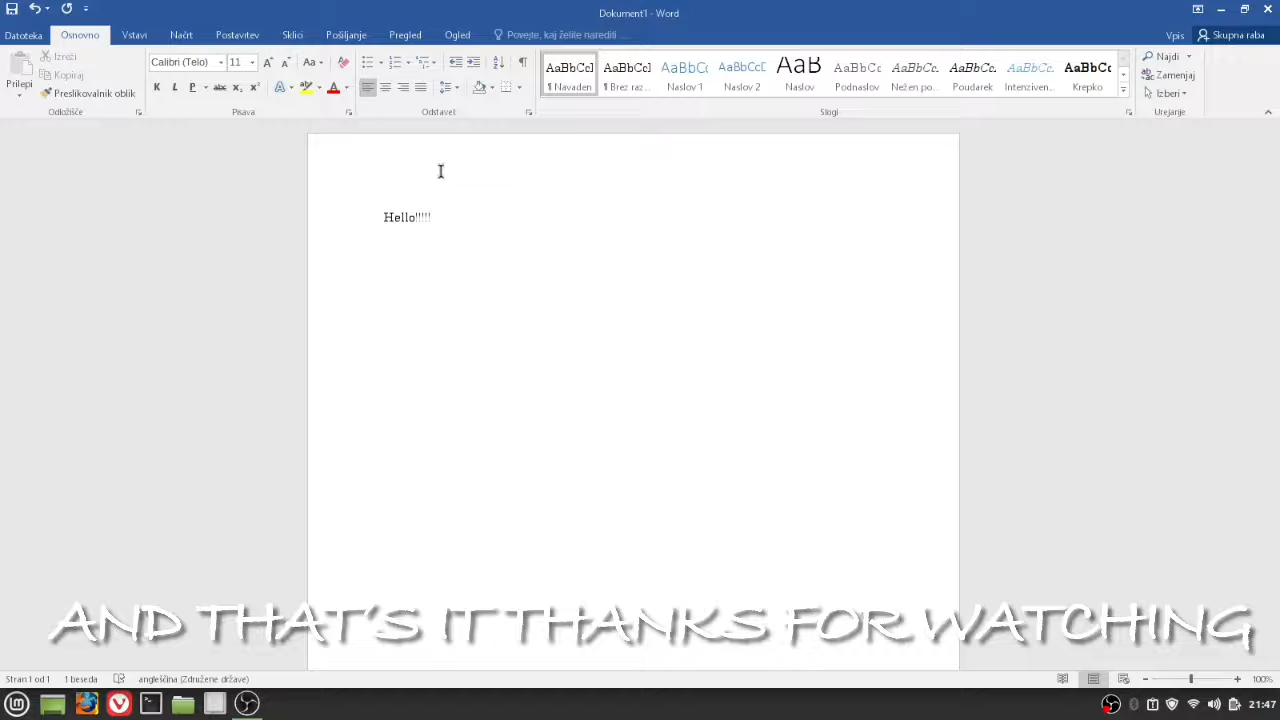 Dokument1 - Word
Datoteka Osnovno Vstavi Načrt Postavitev Sklici Pošiljanje Pregled Ogled Povejte, kaj želite narediti ... Vpis Skupna raba
Prilepi
Izreži
Kopiraj
Preslikovalnik oblik
Odložišče
Calibri (Telo) 11
Pisava
Odstavek
AaBbCcI AaBbCcI AaBbC( AaBbCcI AaB AaBbCc AaBbCc. AaBbCc. AaBbCc. AaBbCc
¶ Navaden ¶ Brez raz... Naslov 1 Naslov 2 Naslov Podnaslov Nežen po... Poudarek Intenziven... Krepko
Slogi
Najdi
Zamenjaj
Izberi
Urejanje
Hello!!!!!
AND THAT'S IT THANKS FOR WATCHING
Stran 1 od 1 1 beseda angleščina (Združene države) 100%
21:47